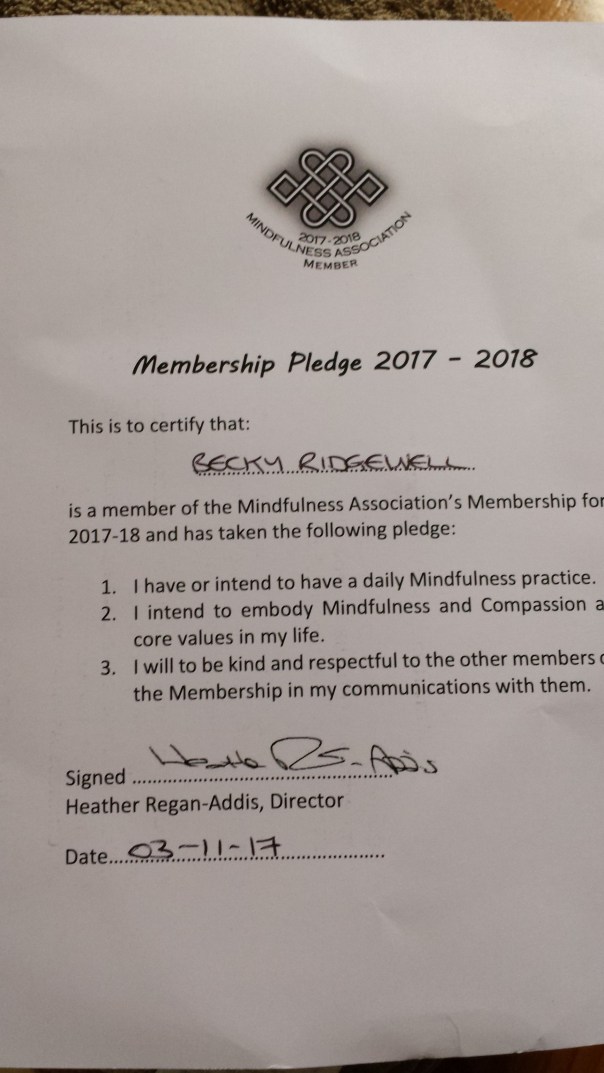 2017-2018
MINDFULNESS ASSOCIATION
MEMBER
Membership Pledge 2017 - 2018
This is to certify that:
BECKY RIDGEWELL
is a member of the Mindfulness Association's Membership for
2017-18 and has taken the following pledge:
1. I have or intend to have a daily Mindfulness practice.
2. I intend to embody Mindfulness and Compassion a
core values in my life.
3. I will to be kind and respectful to the other members
the Membership in my communications with them.
Signed
Heather Regan-Addis, Director
Date 03-11-17